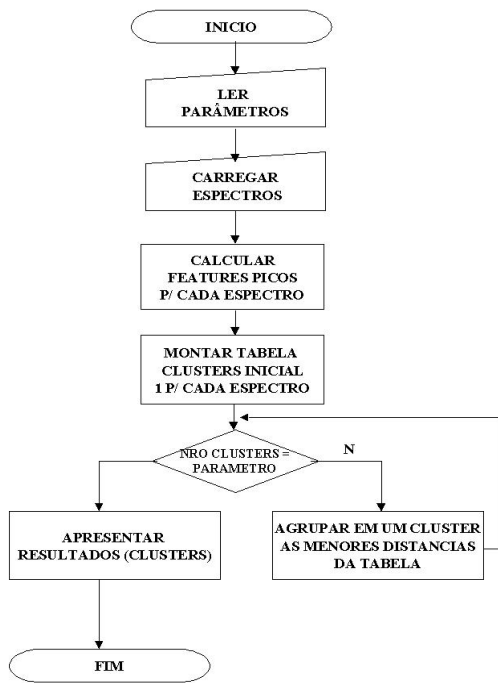 INICIO
LER
PARÂMETROS
CARREGAR
ESPECTROS
CALCULAR
FEATURES PICOS
P/ CADA ESPECTRO
MONTAR TABELA
CLUSTERS INICIAL
1 P/ CADA ESPECTRO
NRO CLUSTERS =
PARAMETRO
N
APRESENTAR
RESULTADOS (CLUSTERS)
AGRUPAR EM UM CLUSTER
AS MENORES DISTANCIAS
DA TABELA
FIM